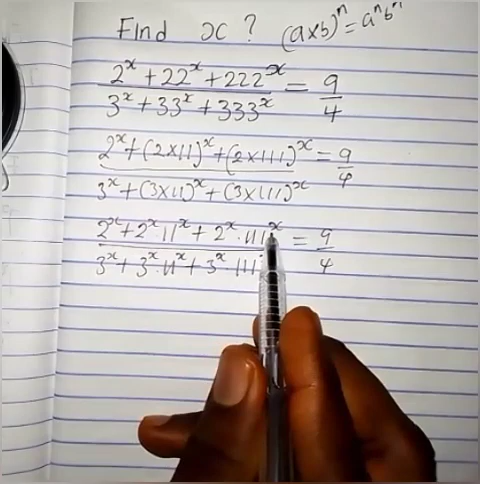 Find x ? (a×b)ⁿ=aⁿbⁿ
2ˣ+22ˣ+222ˣ / 3ˣ+33ˣ+333ˣ = 9/4
2ˣ+(2×11)ˣ+(2×111)ˣ / 3ˣ+(3×11)ˣ+(3×111)ˣ = 9/4
2ˣ+2ˣ·11ˣ+2ˣ·111ˣ / 3ˣ+3ˣ·11ˣ+3ˣ·111 = 9/4